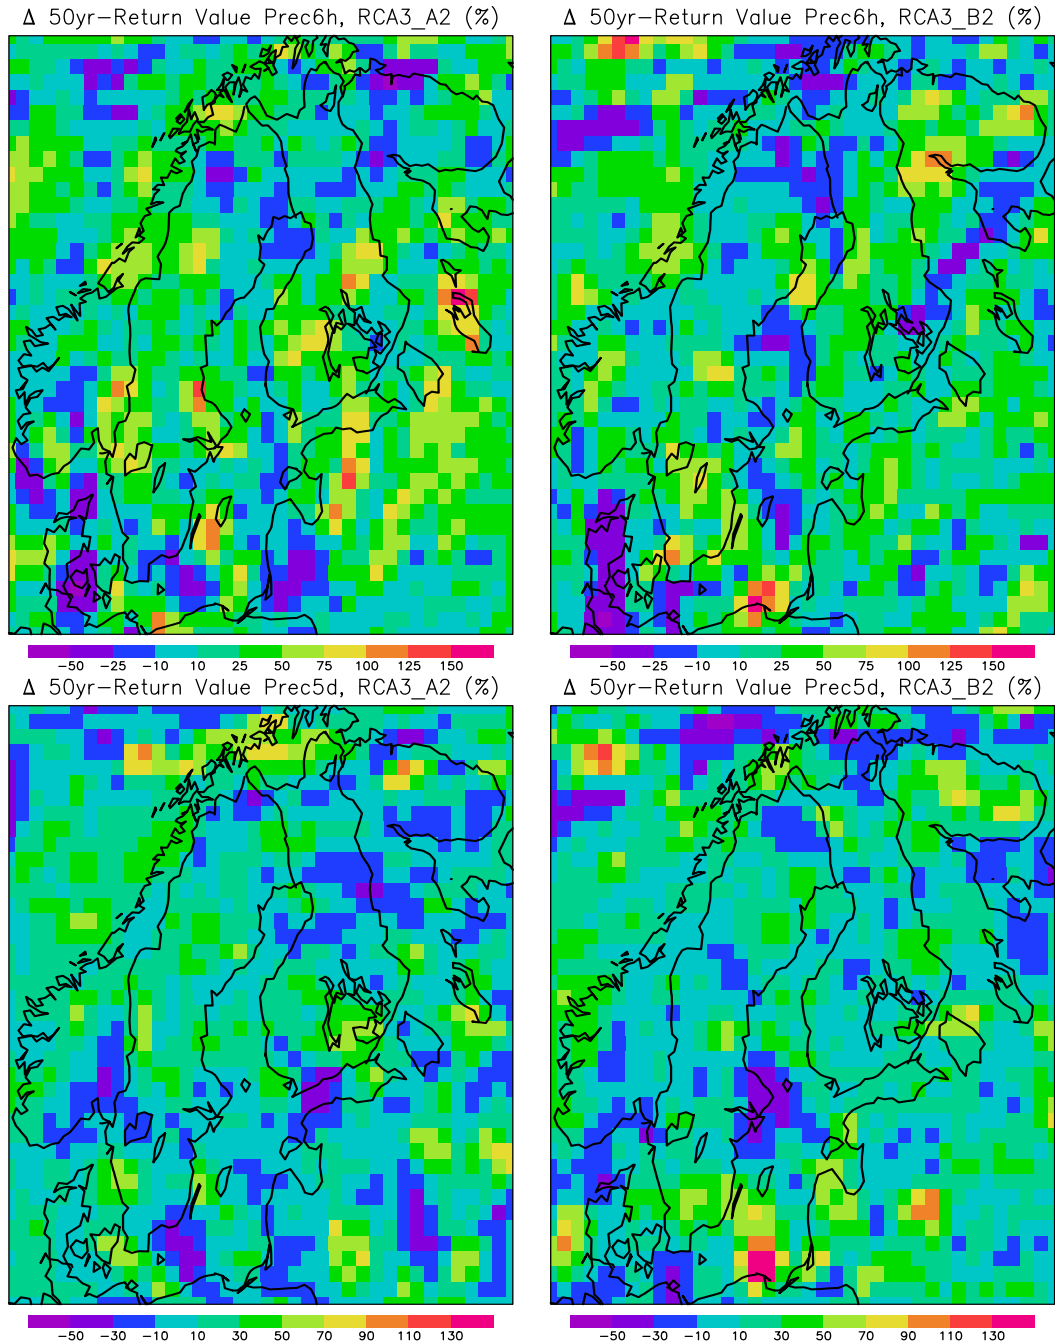 Δ 50yr−Return Value Prec6h, RCA3_A2 (%)
Δ 50yr−Return Value Prec6h, RCA3_B2 (%)
−50 −25 −10 10 25 50 75 100 125 150
−50 −25 −10 10 25 50 75 100 125 150
Δ 50yr−Return Value Prec5d, RCA3_A2 (%)
Δ 50yr−Return Value Prec5d, RCA3_B2 (%)
−50 −30 −10 10 30 50 70 90 110 130
−50 −30 −10 10 30 50 70 90 110 130